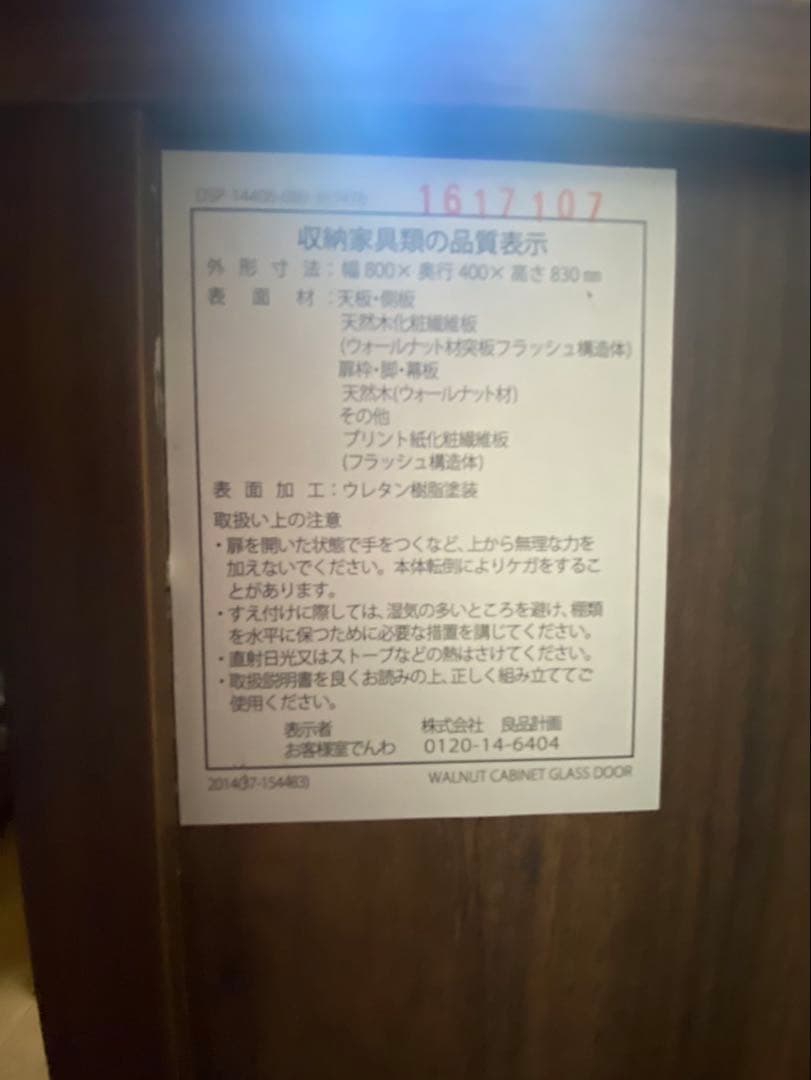 1617107
収納家具類の品質表示
外形寸法：幅800×奥行400×高さ830㎜
表面材：天板・側板
天然木化粧繊維板
(ウォールナット材突板フラッシュ構造体)
扉枠・脚・幕板
天然木(ウォールナット材)
その他
プリント紙化粧繊維板
(フラッシュ構造体)
表面加工：ウレタン樹脂塗装
取扱い上の注意
・扉を開いた状態で手をつくなど、上から無理な力を
加えないでください。本体転倒によりケガをするこ
とがあります。
・すえ付けに際しては、湿気の多いところを避け、棚類
を水平に保つために必要な措置を講じてください。
・直射日光又はストーブなどの熱はさけてください。
・取扱説明書を良くお読みの上、正しく組み立ててご
使用ください。
表示者 株式会社 良品計画
お客様室でんわ 0120-14-6404
WALNUT CABINET GLASS DOOR